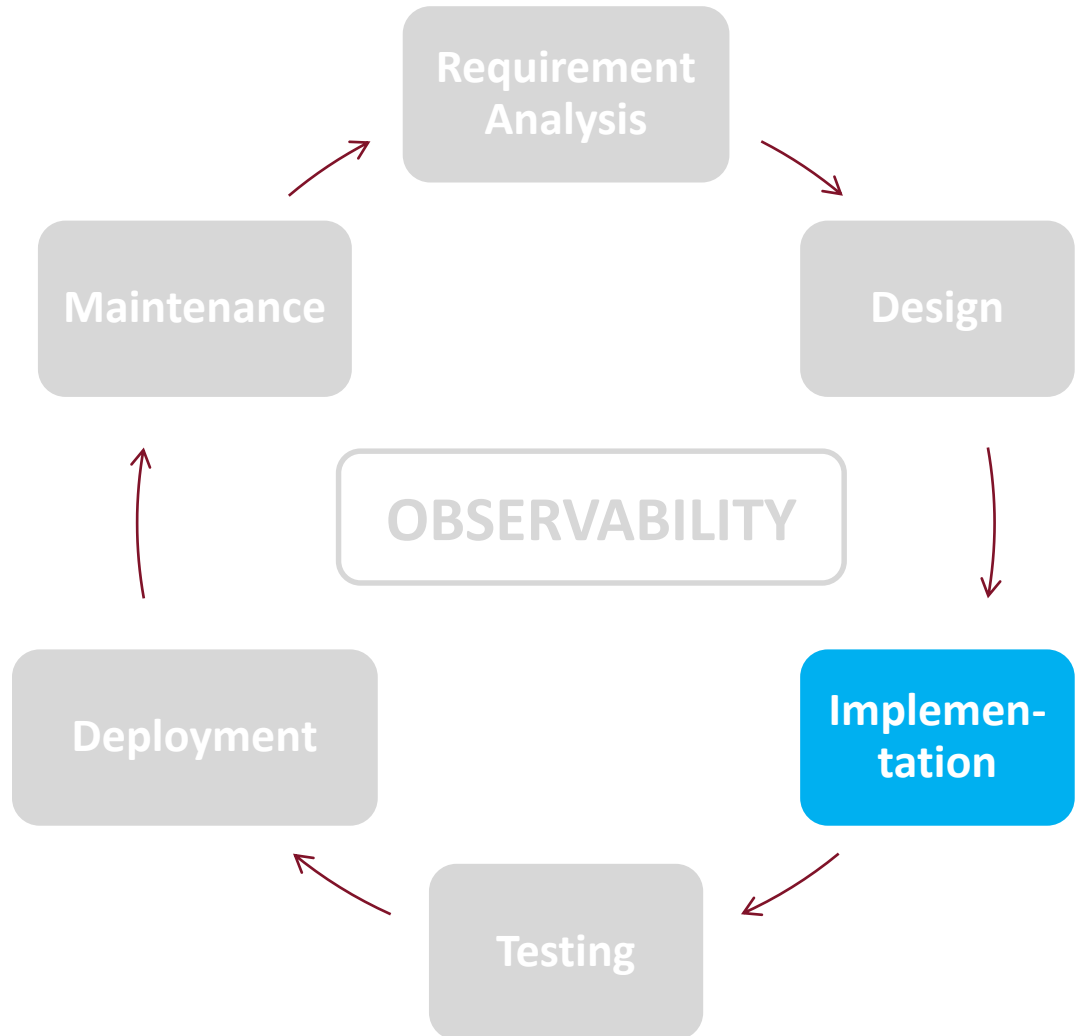 Requirement
Analysis
Maintenance
Design
OBSERVABILITY
Deployment
Implemen-
tation
Testing